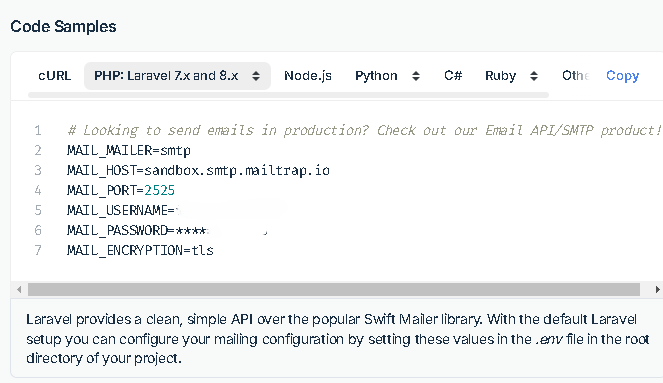 Code Samples
cURL PHP: Laravel 7.x and 8.x Node.js Python C# Ruby Othe Copy
1 # Looking to send emails in production? Check out our Email API/SMTP product!
2 MAIL_MAILER=smtp
3 MAIL_HOST=sandbox.smtp.mailtrap.io
4 MAIL_PORT=2525
5 MAIL_USERNAME=
6 MAIL_PASSWORD=****
7 MAIL_ENCRYPTION=tls
Laravel provides a clean, simple API over the popular Swift Mailer library. With the default Laravel
setup you can configure your mailing configuration by setting these values in the .env file in the root
directory of your project.